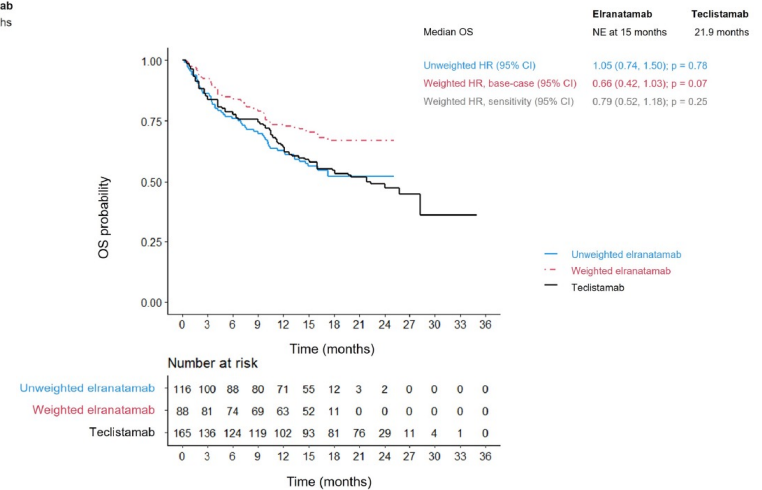 ab
hs
Elranatamab Teclistamab
Median OS NE at 15 months 21.9 months
Unweighted HR (95% CI) 1.05 (0.74, 1.50); p = 0.78
Weighted HR, base-case (95% CI) 0.66 (0.42, 1.03); p = 0.07
Weighted HR, sensitivity (95% CI) 0.79 (0.52, 1.18); p = 0.25
1.00
0.75
0.50
0.25
0.00
OS probability
0 3 6 9 12 15 18 21 24 27 30 33 36
Time (months)
Unweighted elranatamab
Weighted elranatamab
Teclistamab
Number at risk
Unweighted elranatamab 116 100 88 80 71 55 12 3 2 0 0 0 0
Weighted elranatamab 88 81 74 69 63 52 11 0 0 0 0 0 0
Teclistamab 165 136 124 119 102 93 81 76 29 11 4 1 0
0 3 6 9 12 15 18 21 24 27 30 33 36
Time (months)